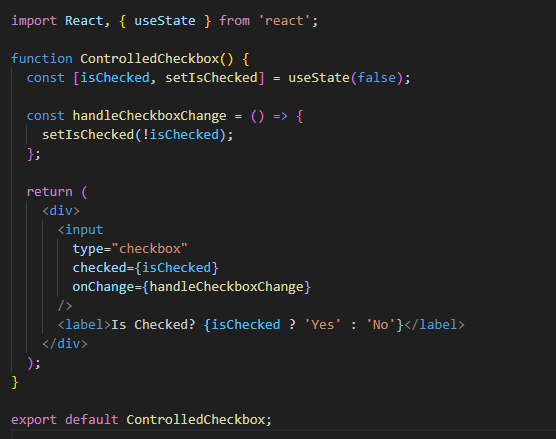 import React, { useState } from 'react';
function ControlledCheckbox() {
const [isChecked, setIsChecked] = useState(false);
const handleCheckboxChange = () => {
setIsChecked(!isChecked);
};
return (
<div>
<input
type="checkbox"
checked={isChecked}
onChange={handleCheckboxChange}
/>
<label>Is Checked? {isChecked ? 'Yes' : 'No'}</label>
</div>
);
}
export default ControlledCheckbox;